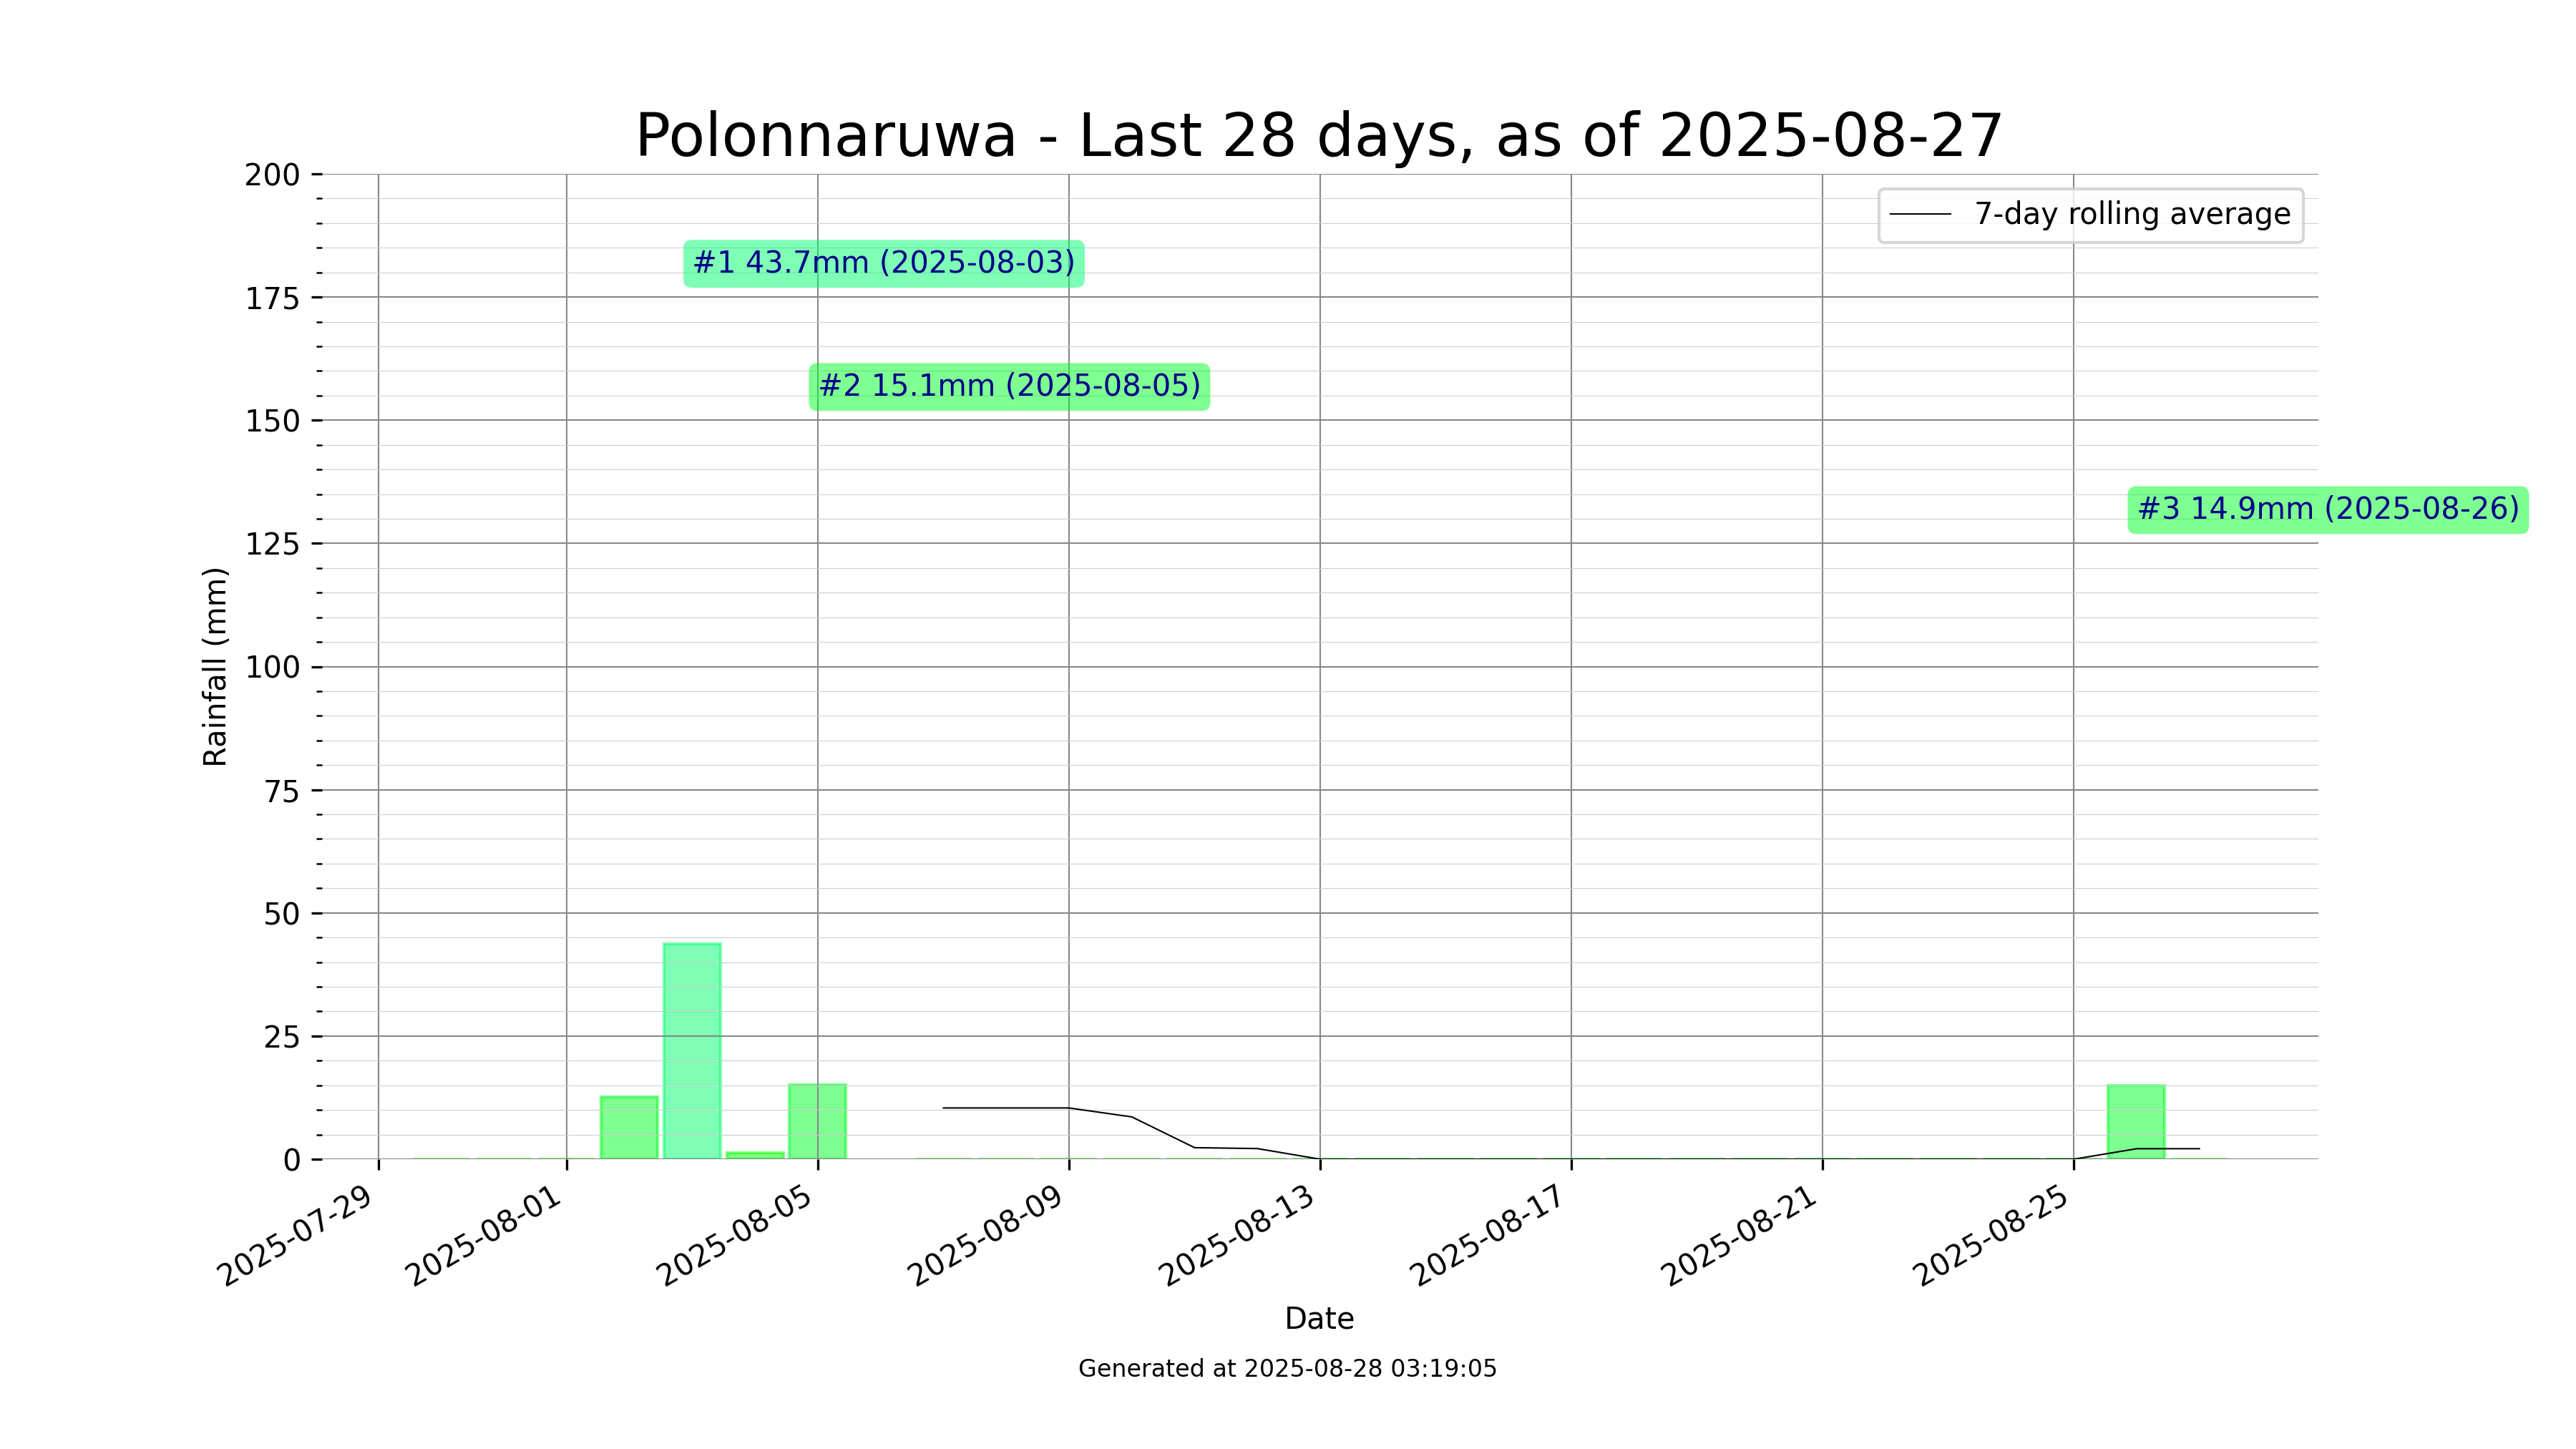 Polonnaruwa - Last 28 days, as of 2025-08-27
200
175
150
125
100
75
50
25
0
Rainfall (mm)
7-day rolling average
#1 43.7mm (2025-08-03)
#2 15.1mm (2025-08-05)
#3 14.9mm (2025-08-26)
2025-07-29
2025-08-01
2025-08-05
2025-08-09
2025-08-13
2025-08-17
2025-08-21
2025-08-25
Date
Generated at 2025-08-28 03:19:05